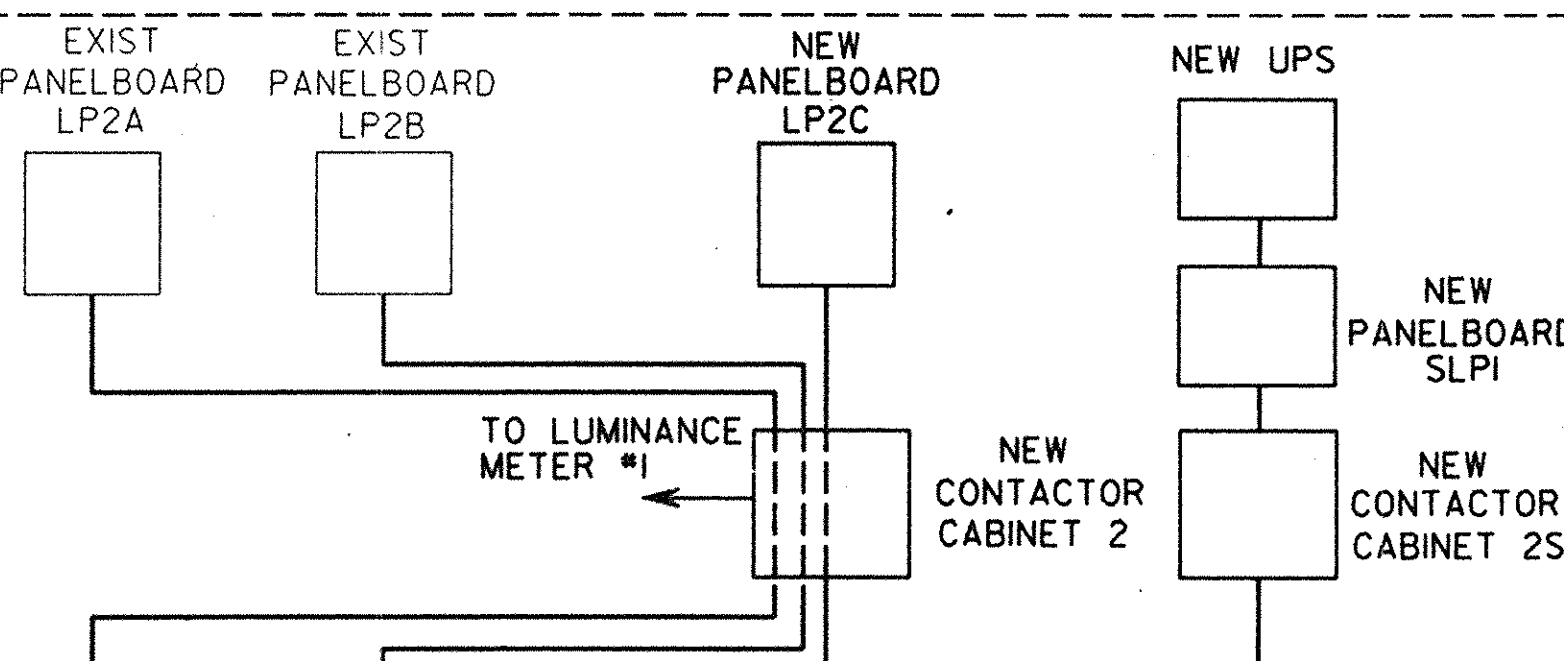 EXIST
PANELBOARD
LP2A
EXIST
PANELBOARD
LP2B
NEW
PANELBOARD
LP2C
NEW UPS
NEW
PANELBOARD
SLP1
TO LUMINANCE
METER #1
NEW
CONTACTOR
CABINET 2
NEW
CONTACTOR
CABINET 2S